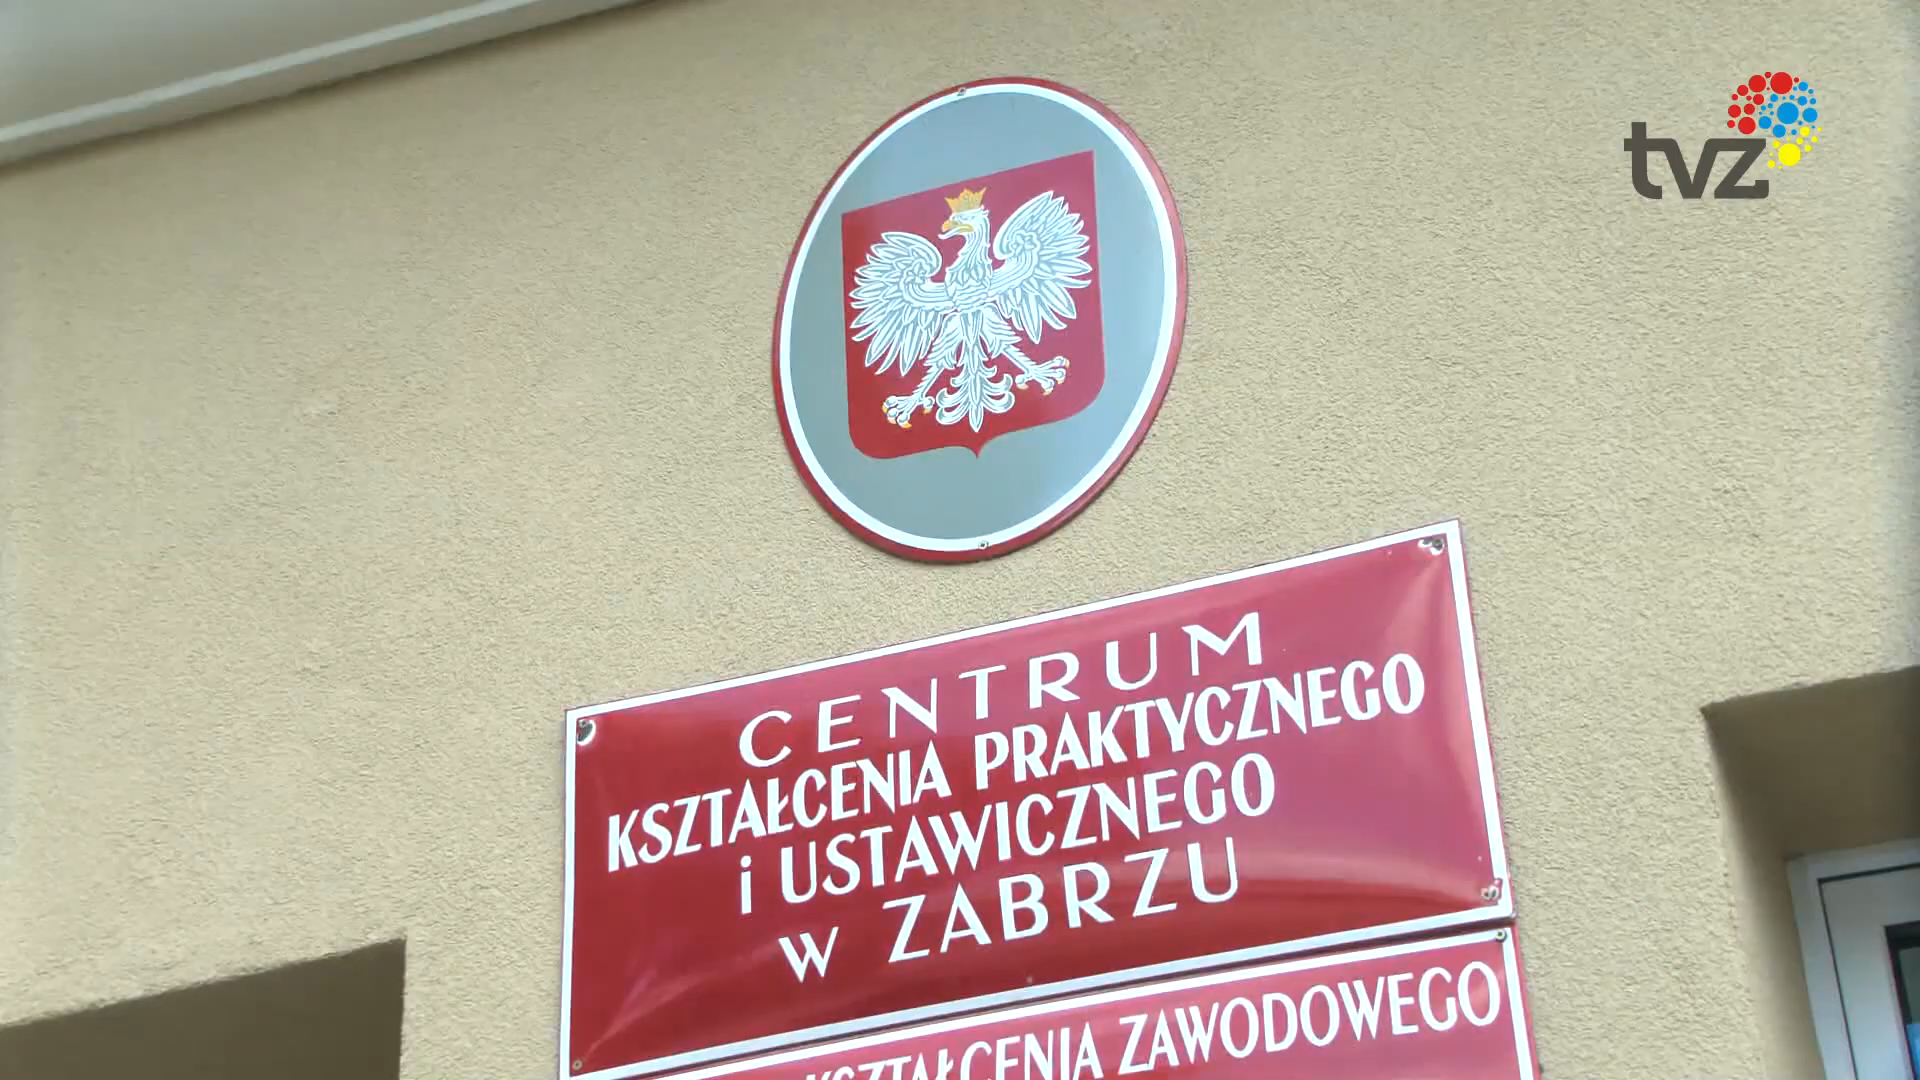 tvz
CENTRUM
KSZTAŁCENIA PRAKTYCZNEGO
i USTAWICZNEGO
w ZABRZU
KSZTAŁCENIA ZAWODOWEGO